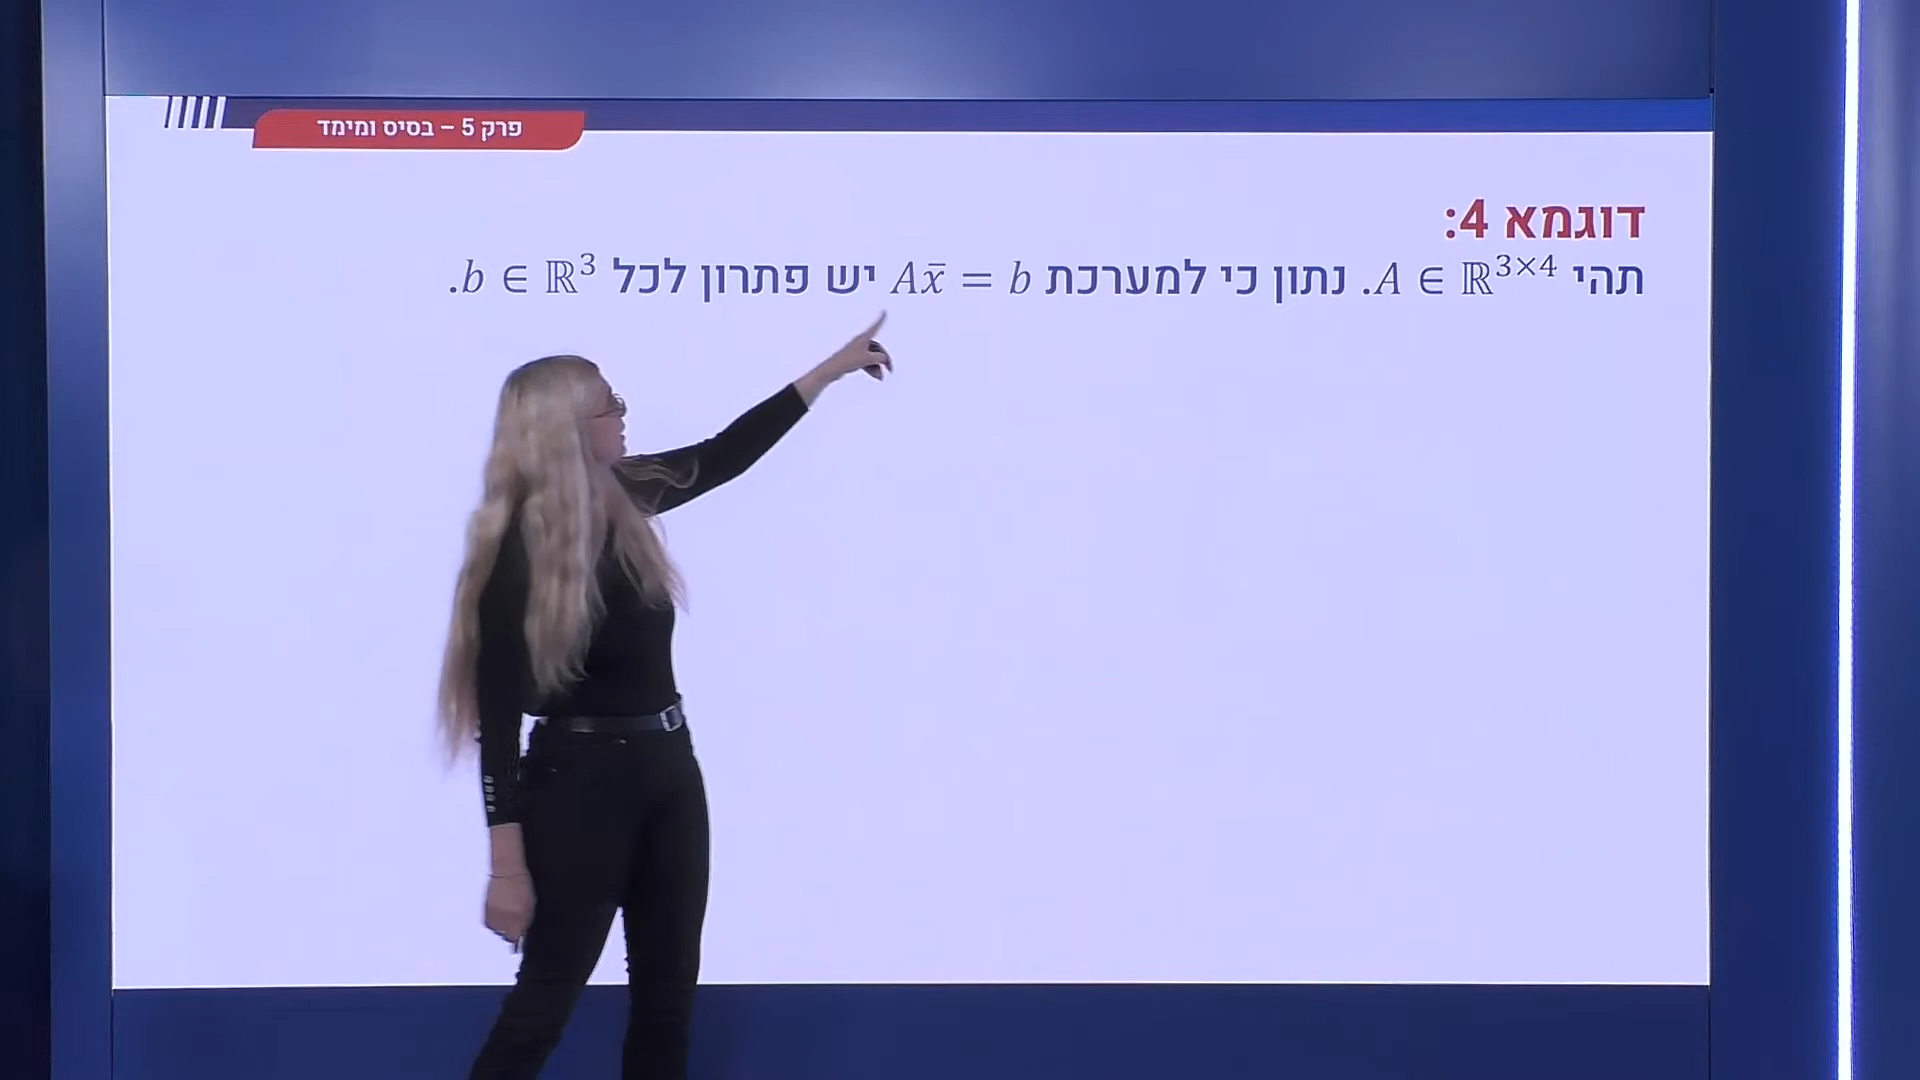 פרק 5 – בסיס ומימד
דוגמא 4:
תהי A ∈ ℝ^{3×4}. נתון כי למערכת Ax̄ = b יש פתרון לכל b ∈ ℝ^3.